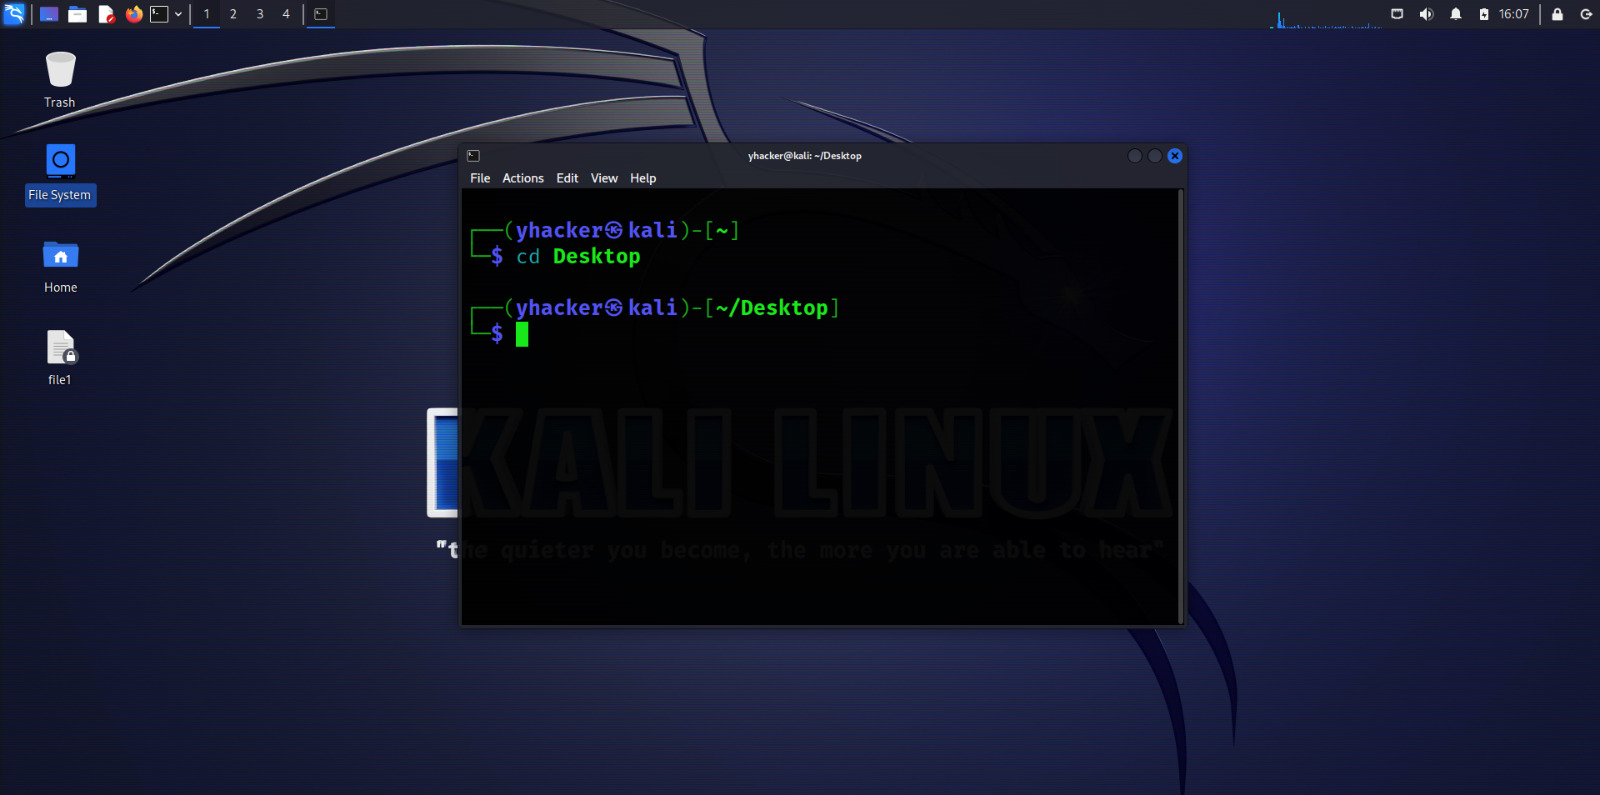 1 2 3 4
16:07
Trash
File System
Home
file1
yhacker@kali: ~/Desktop
File Actions Edit View Help
┌──(yhacker㉿kali)-[~]
└─$ cd Desktop
┌──(yhacker㉿kali)-[~/Desktop]
└─$
KALI LINUX
"the quieter you become, the more you are able to hear"